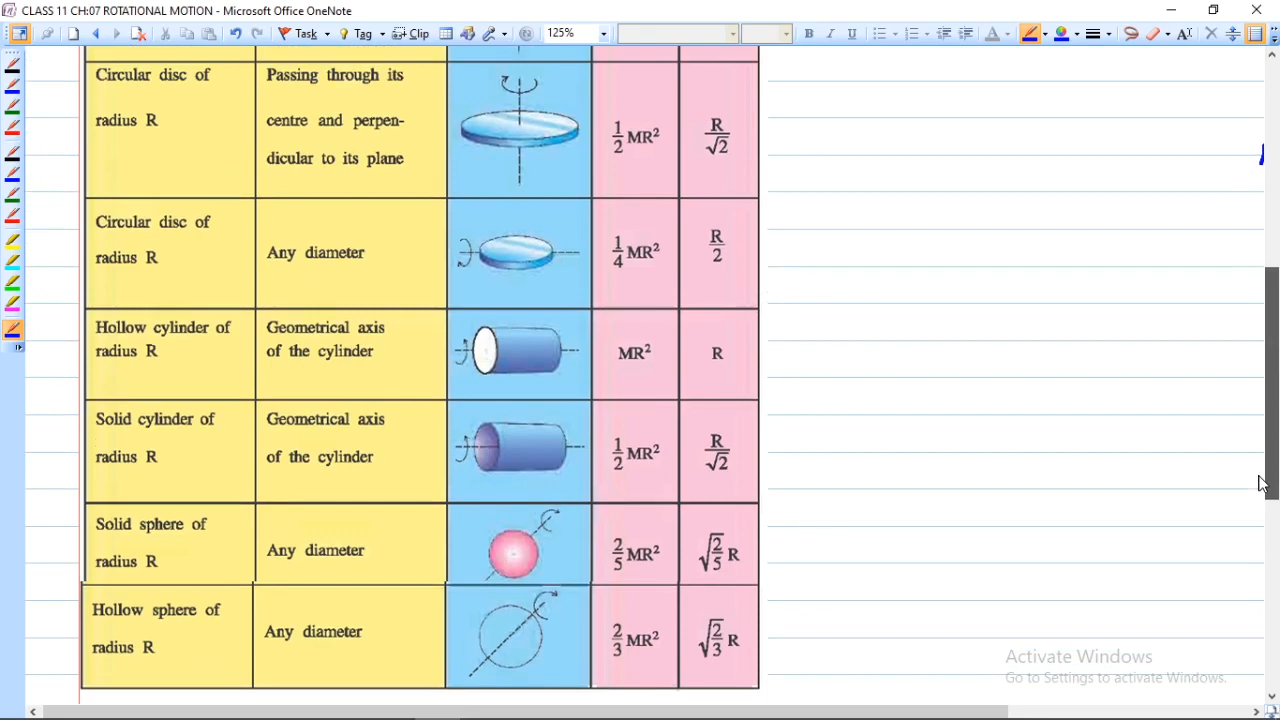 CLASS 11 CH:07 ROTATIONAL MOTION - Microsoft Office OneNote
Task
Tag
Clip
125%
B I U
Circular disc of
radius R
Passing through its
centre and perpen-
dicular to its plane
1/2 MR²
R/√2
Circular disc of
radius R
Any diameter
1/4 MR²
R/2
Hollow cylinder of
radius R
Geometrical axis
of the cylinder
MR²
R
Solid cylinder of
radius R
Geometrical axis
of the cylinder
1/2 MR²
R/√2
Solid sphere of
radius R
Any diameter
2/5 MR²
√2/5 R
Hollow sphere of
radius R
Any diameter
2/3 MR²
√2/3 R
Activate Windows
Go to Settings to activate Windows.